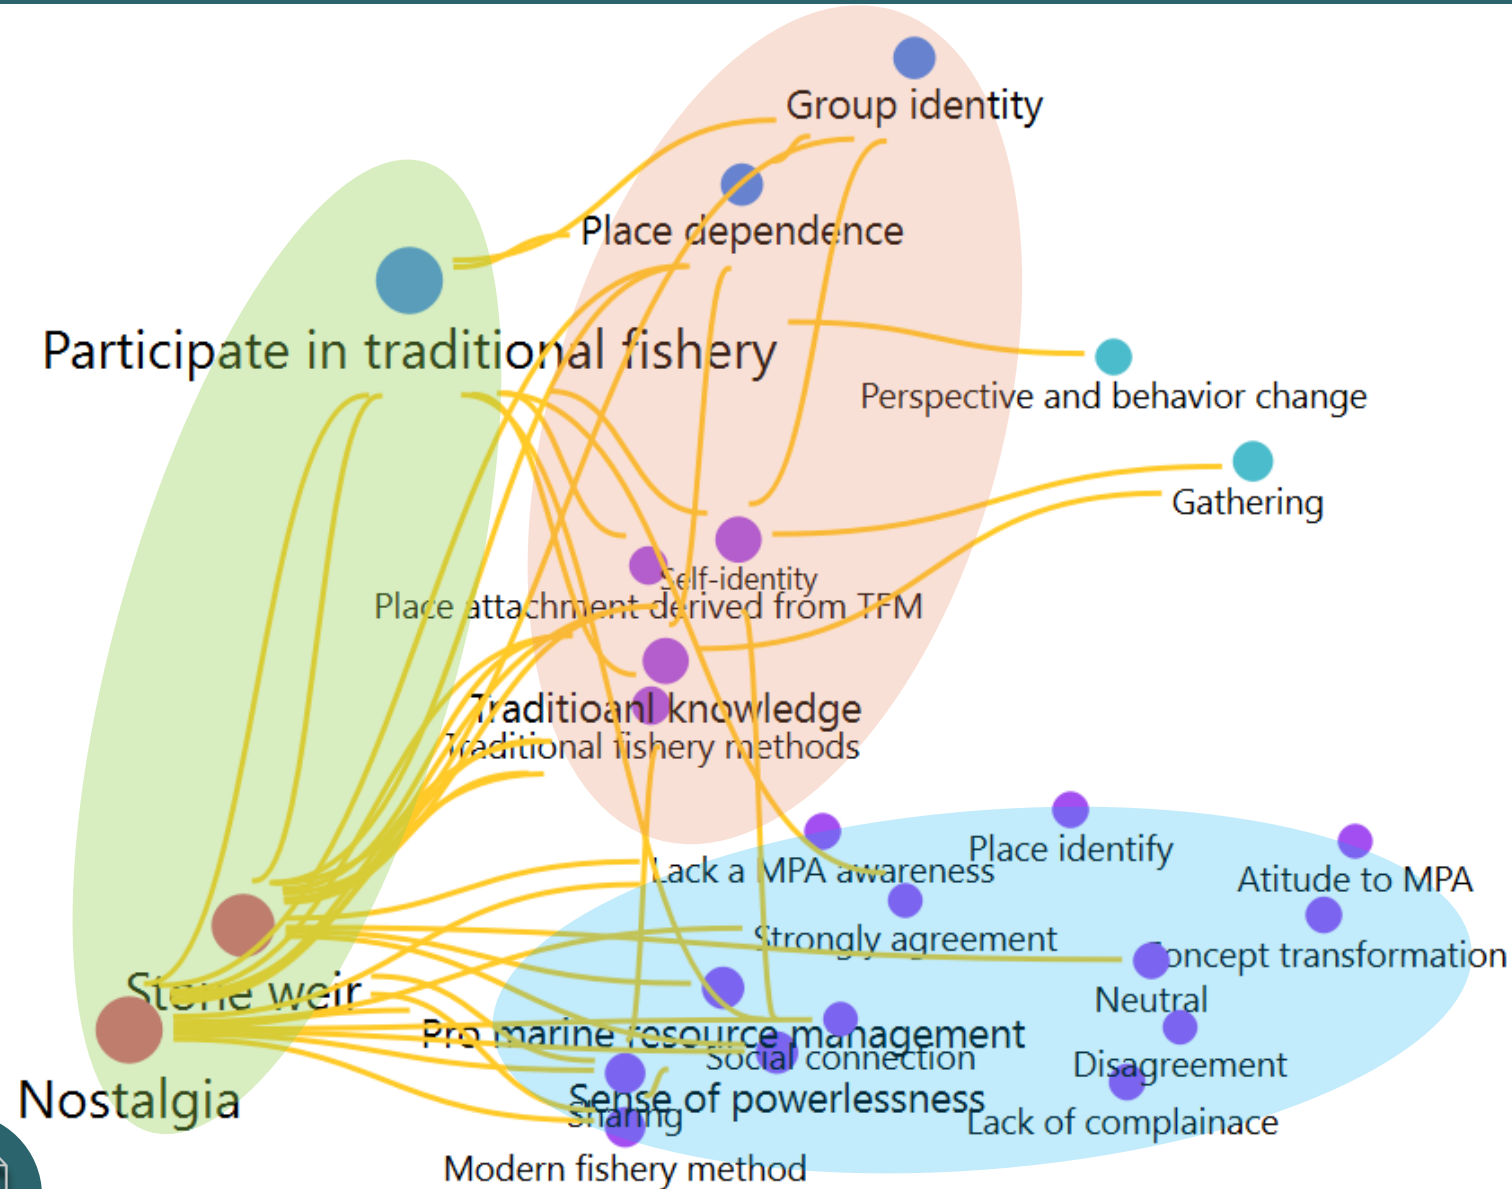 Group identity
Place dependence
Participate in traditional fishery
Perspective and behavior change
Gathering
Self-identity
Place attachment derived from TFM
Traditioanl knowledge
Traditional fishery methods
Place identify
Lack a MPA awareness
Atitude to MPA
Strongly agreement
Concept transformation
Stone weir
Neutral
Pro marine resource management
Social connection
Disagreement
Nostalgia
Sense of powerlessness
Sharing
Lack of complainace
Modern fishery method